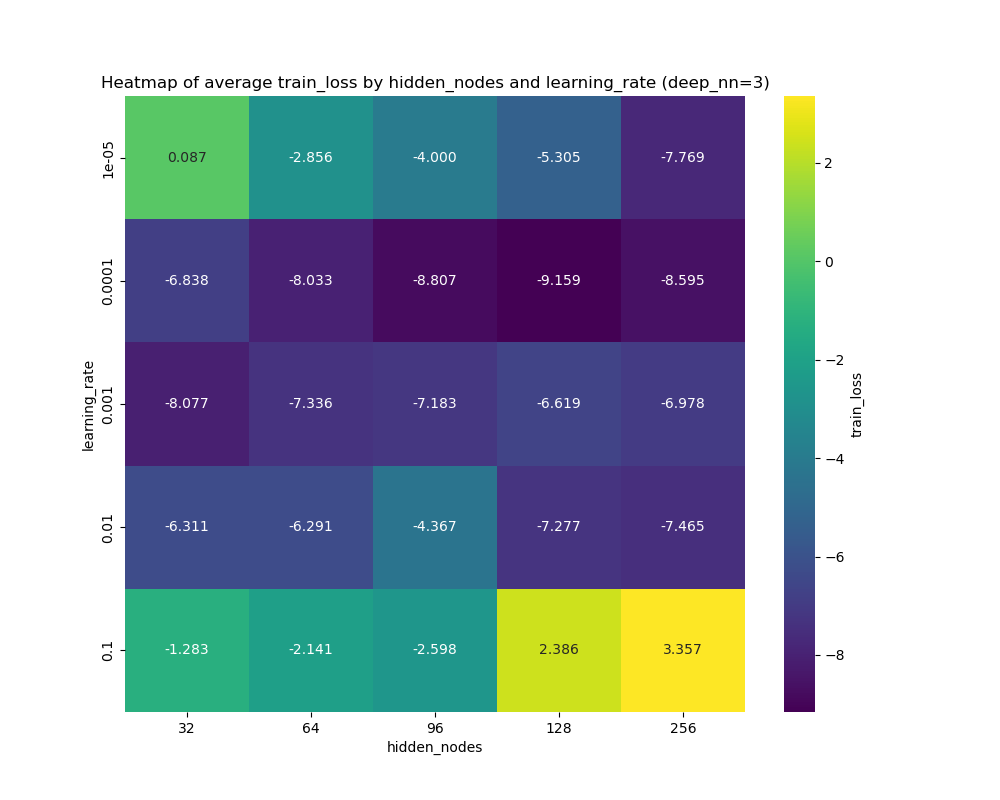 Heatmap of average train_loss by hidden_nodes and learning_rate (deep_nn=3)
1e-05 0.087 -2.856 -4.000 -5.305 -7.769
0.0001 -6.838 -8.033 -8.807 -9.159 -8.595
0.001 -8.077 -7.336 -7.183 -6.619 -6.978
0.01 -6.311 -6.291 -4.367 -7.277 -7.465
0.1 -1.283 -2.141 -2.598 2.386 3.357
learning_rate
32 64 96 128 256
hidden_nodes
2
0
−2
−4
−6
−8
train_loss